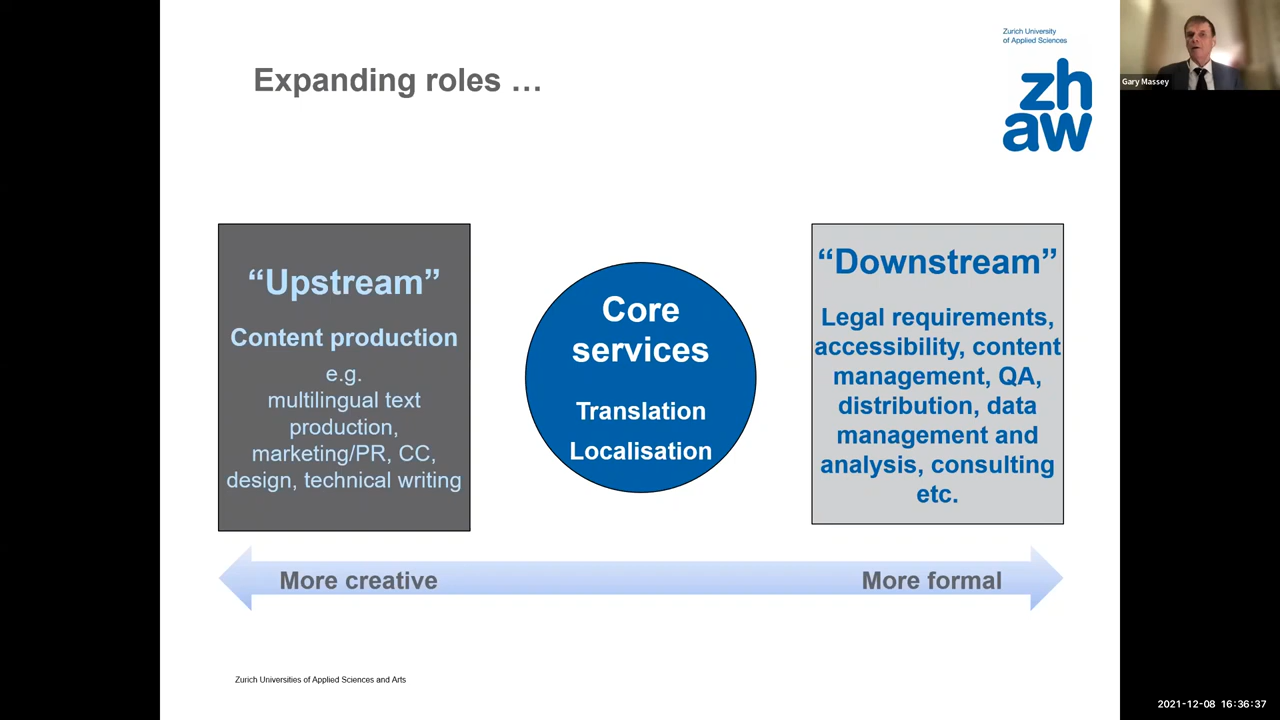 Zurich University
of Applied Sciences
zh
aw
Gary Massey
Expanding roles …
“Upstream”
Content production
e.g.
multilingual text
production,
marketing/PR, CC,
design, technical writing
Core
services
Translation
Localisation
“Downstream”
Legal requirements,
accessibility, content
management, QA,
distribution, data
management and
analysis, consulting
etc.
More creative
More formal
Zurich Universities of Applied Sciences and Arts
2021-12-08 16:36:37